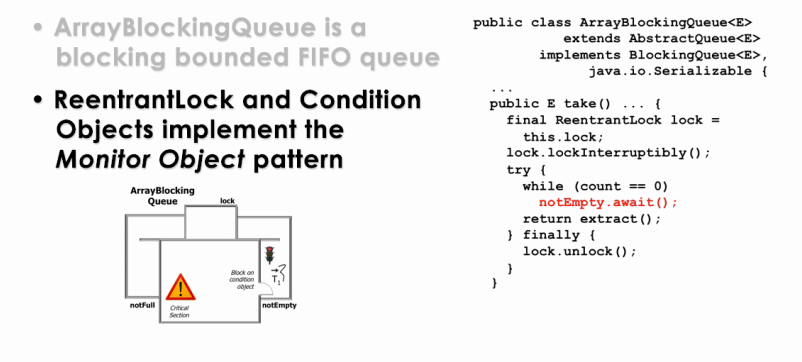 • ArrayBlockingQueue is a
blocking bounded FIFO queue
• ReentrantLock and Condition
Objects implement the
Monitor Object pattern
ArrayBlocking
Queue
lock
Block on
condition
object
T1
notFull
Critical
Section
notEmpty
public class ArrayBlockingQueue<E>
extends AbstractQueue<E>
implements BlockingQueue<E>,
java.io.Serializable {
...
public E take() ... {
final ReentrantLock lock =
this.lock;
lock.lockInterruptibly();
try {
while (count == 0)
notEmpty.await();
return extract();
} finally {
lock.unlock();
}
}